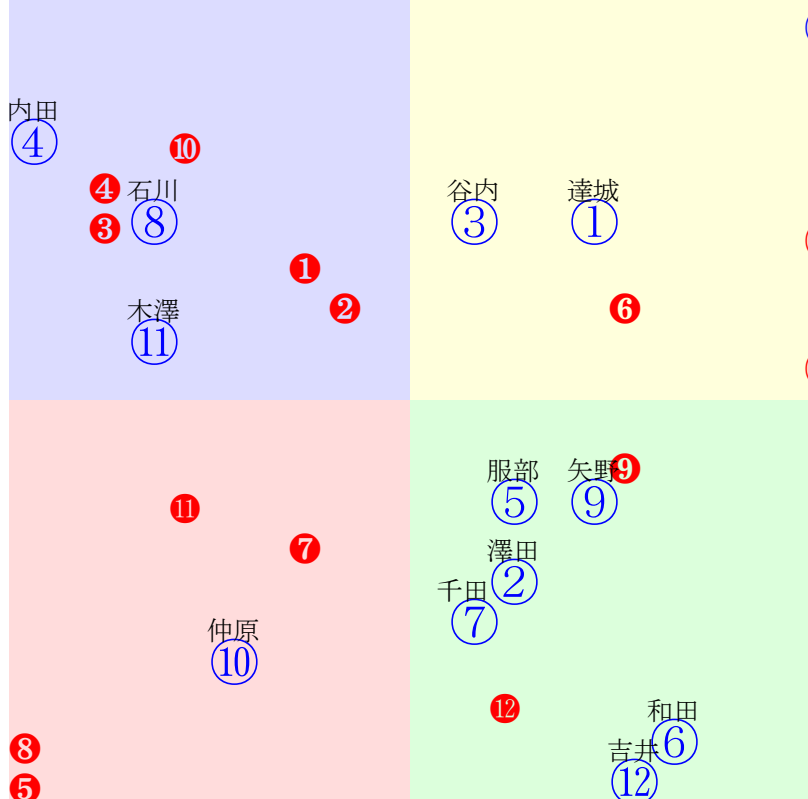 内田
④
❿
❹
石川
❸
⑧
谷内
③
達城
①
❶
❷
木澤
⑪
❻
服部
⑤
矢野
❾
⑨
⓫
❼
澤田
②
千田
⑦
仲原
⑩
⓬
和田
⑥
❽
吉井
⑫
❺